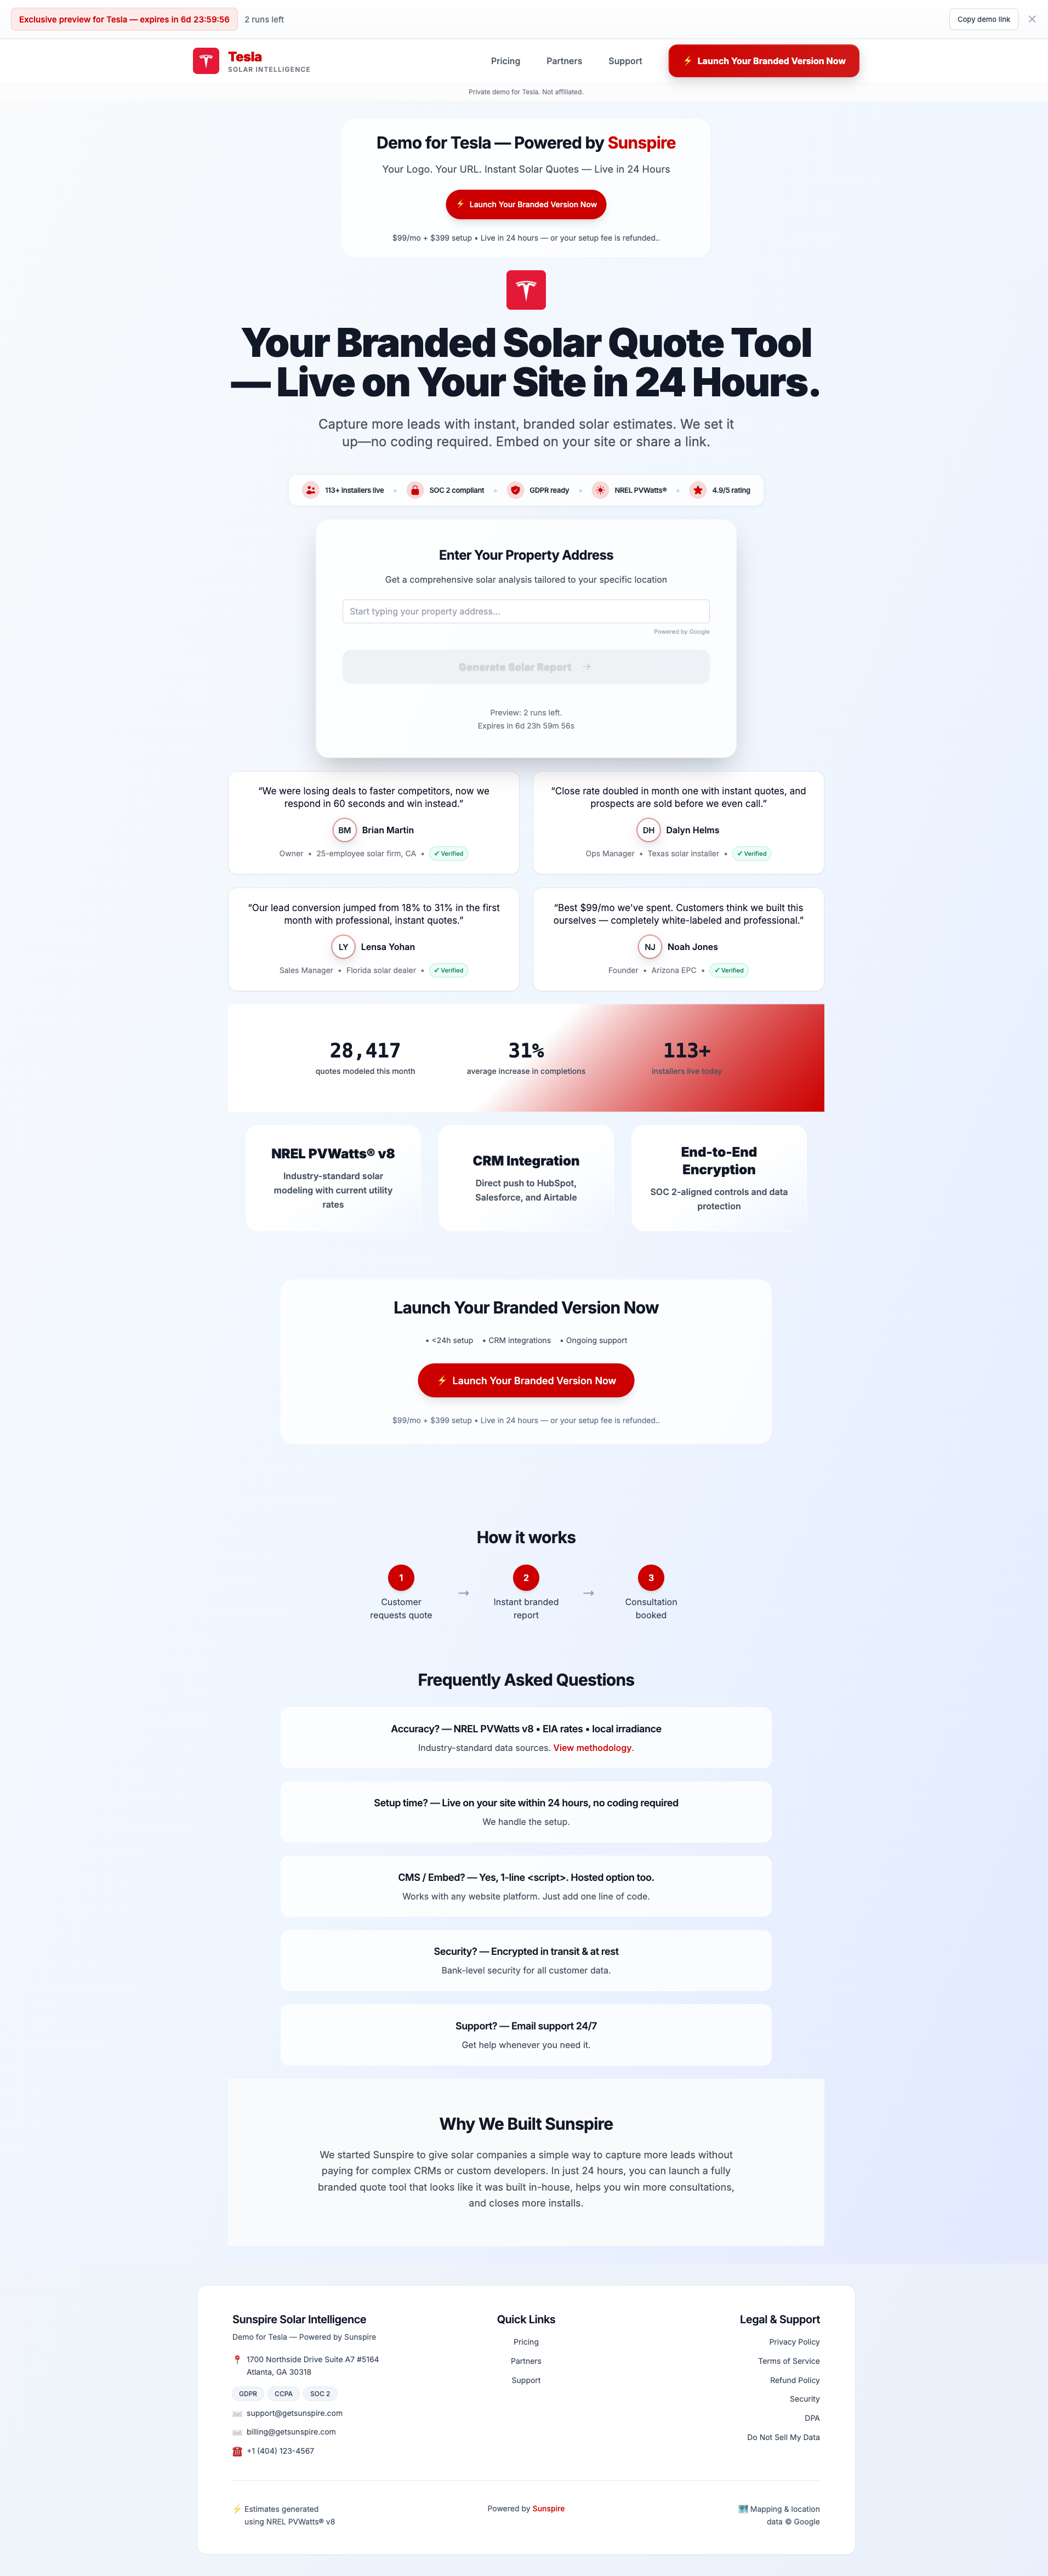 Exclusive preview for Tesla — expires in 6d 23:59:56
2 runs left
Copy demo link
Tesla
SOLAR INTELLIGENCE
Pricing
Partners
Support
⚡ Launch Your Branded Version Now
Private demo for Tesla. Not affiliated.
Demo for Tesla — Powered by Sunspire
Your Logo. Your URL. Instant Solar Quotes — Live in 24 Hours
⚡ Launch Your Branded Version Now
$99/mo + $399 setup • Live in 24 hours — or your setup fee is refunded..
Your Branded Solar Quote Tool
— Live on Your Site in 24 Hours.
Capture more leads with instant, branded solar estimates. We set it
up—no coding required. Embed on your site or share a link.
113+ installers live
SOC 2 compliant
GDPR ready
NREL PVWatts®
4.9/5 rating
Enter Your Property Address
Get a comprehensive solar analysis tailored to your specific location
Start typing your property address...
Powered by Google
Generate Solar Report →
Preview: 2 runs left.
Expires in 6d 23h 59m 56s
“We were losing deals to faster competitors, now we
respond in 60 seconds and win instead.”
BM Brian Martin
Owner • 25-employee solar firm, CA • ✓ Verified
“Close rate doubled in month one with instant quotes, and
prospects are sold before we even call.”
DH Dalyn Helms
Ops Manager • Texas solar installer • ✓ Verified
“Our lead conversion jumped from 18% to 31% in the first
month with professional, instant quotes.”
LY Lensa Yohan
Sales Manager • Florida solar dealer • ✓ Verified
“Best $99/mo we've spent. Customers think we built this
ourselves — completely white-labeled and professional.”
NJ Noah Jones
Founder • Arizona EPC • ✓ Verified
28,417
quotes modeled this month
31%
average increase in completions
113+
installers live today
NREL PVWatts® v8
Industry-standard solar
modeling with current utility
rates
CRM Integration
Direct push to HubSpot,
Salesforce, and Airtable
End-to-End
Encryption
SOC 2-aligned controls and data
protection
Launch Your Branded Version Now
• <24h setup • CRM integrations • Ongoing support
⚡ Launch Your Branded Version Now
$99/mo + $399 setup • Live in 24 hours — or your setup fee is refunded..
How it works
1
Customer
requests quote
→
2
Instant branded
report
→
3
Consultation
booked
Frequently Asked Questions
Accuracy? — NREL PVWatts v8 • EIA rates • local irradiance
Industry-standard data sources. View methodology.
Setup time? — Live on your site within 24 hours, no coding required
We handle the setup.
CMS / Embed? — Yes, 1-line <script>. Hosted option too.
Works with any website platform. Just add one line of code.
Security? — Encrypted in transit & at rest
Bank-level security for all customer data.
Support? — Email support 24/7
Get help whenever you need it.
Why We Built Sunspire
We started Sunspire to give solar companies a simple way to capture more leads without
paying for complex CRMs or custom developers. In just 24 hours, you can launch a fully
branded quote tool that looks like it was built in-house, helps you win more consultations,
and closes more installs.
Sunspire Solar Intelligence
Demo for Tesla — Powered by Sunspire
1700 Northside Drive Suite A7 #5164
Atlanta, GA 30318
GDPR
CCPA
SOC 2
support@getsunspire.com
billing@getsunspire.com
+1 (404) 123-4567
Quick Links
Pricing
Partners
Support
Legal & Support
Privacy Policy
Terms of Service
Refund Policy
Security
DPA
Do Not Sell My Data
⚡ Estimates generated
using NREL PVWatts® v8
Powered by Sunspire
Mapping & location
data © Google